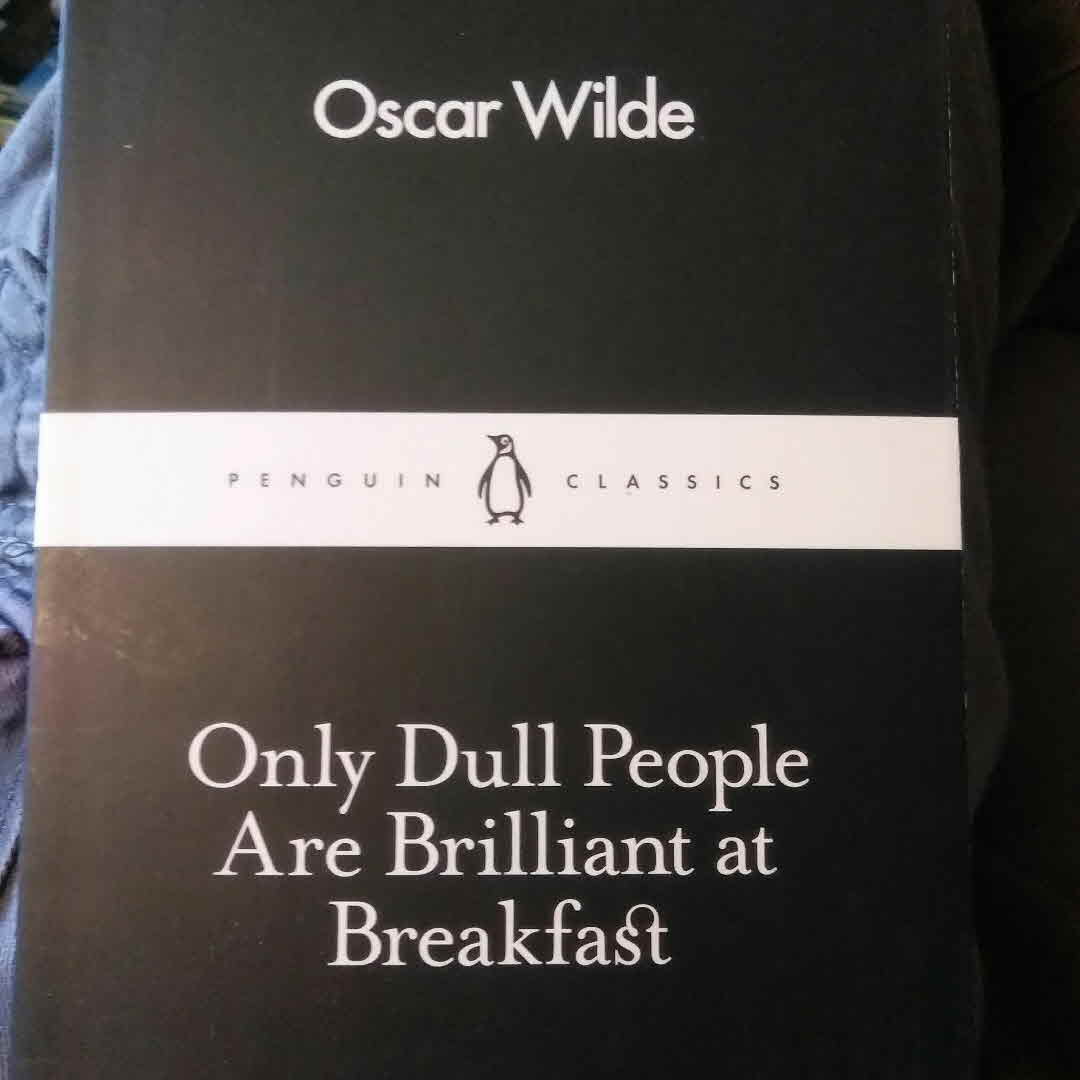 Oscar Wilde
PENGUIN CLASSICS
Only Dull People
Are Brilliant at
Breakfast